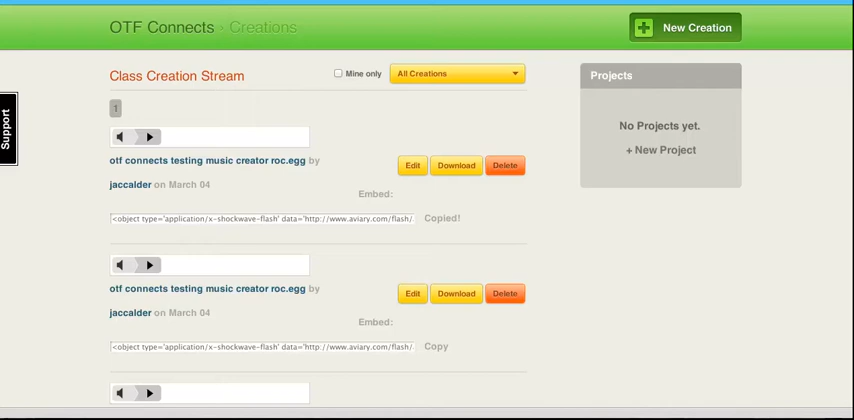 OTF Connects › Creations
New Creation
Class Creation Stream
Mine only
All Creations
Projects
No Projects yet.
+ New Project
Support
1
otf connects testing music creator roc.egg by
jaccalder on March 04
Edit
Download
Delete
Embed:
<object type='application/x-shockwave-flash' data='http://www.aviary.com/flash/
Copied!
otf connects testing music creator roc.egg by
jaccalder on March 04
Edit
Download
Delete
Embed:
<object type='application/x-shockwave-flash' data='http://www.aviary.com/flash/
Copy